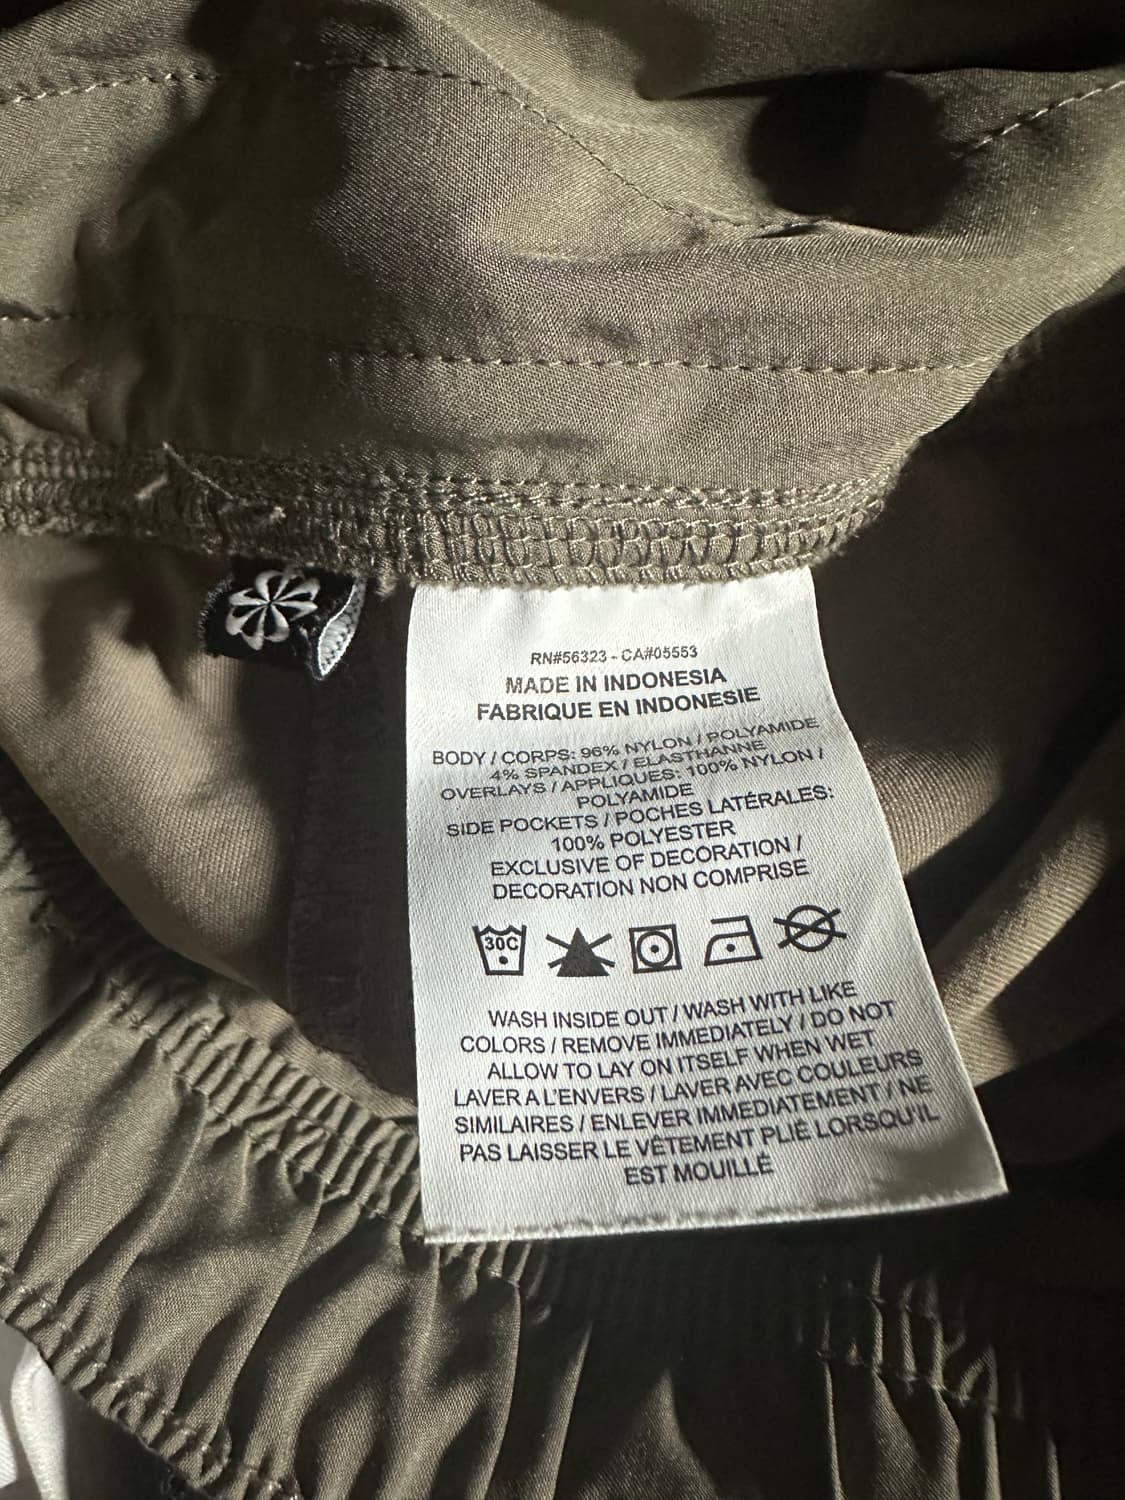 RN#56323 - CA#05553
MADE IN INDONESIA
FABRIQUE EN INDONESIE
BODY / CORPS: 96% NYLON / POLYAMIDE
4% SPANDEX / ELASTHANNE
OVERLAYS / APPLIQUES: 100% NYLON /
POLYAMIDE
SIDE POCKETS / POCHES LATÉRALES:
100% POLYESTER
EXCLUSIVE OF DECORATION /
DECORATION NON COMPRISE
30C
WASH INSIDE OUT / WASH WITH LIKE
COLORS / REMOVE IMMEDIATELY / DO NOT
ALLOW TO LAY ON ITSELF WHEN WET
LAVER A L'ENVERS / LAVER AVEC COULEURS
SIMILAIRES / ENLEVER IMMEDIATEMENT / NE
PAS LAISSER LE VÊTEMENT PLIÉ LORSQU'IL
EST MOUILLÉ